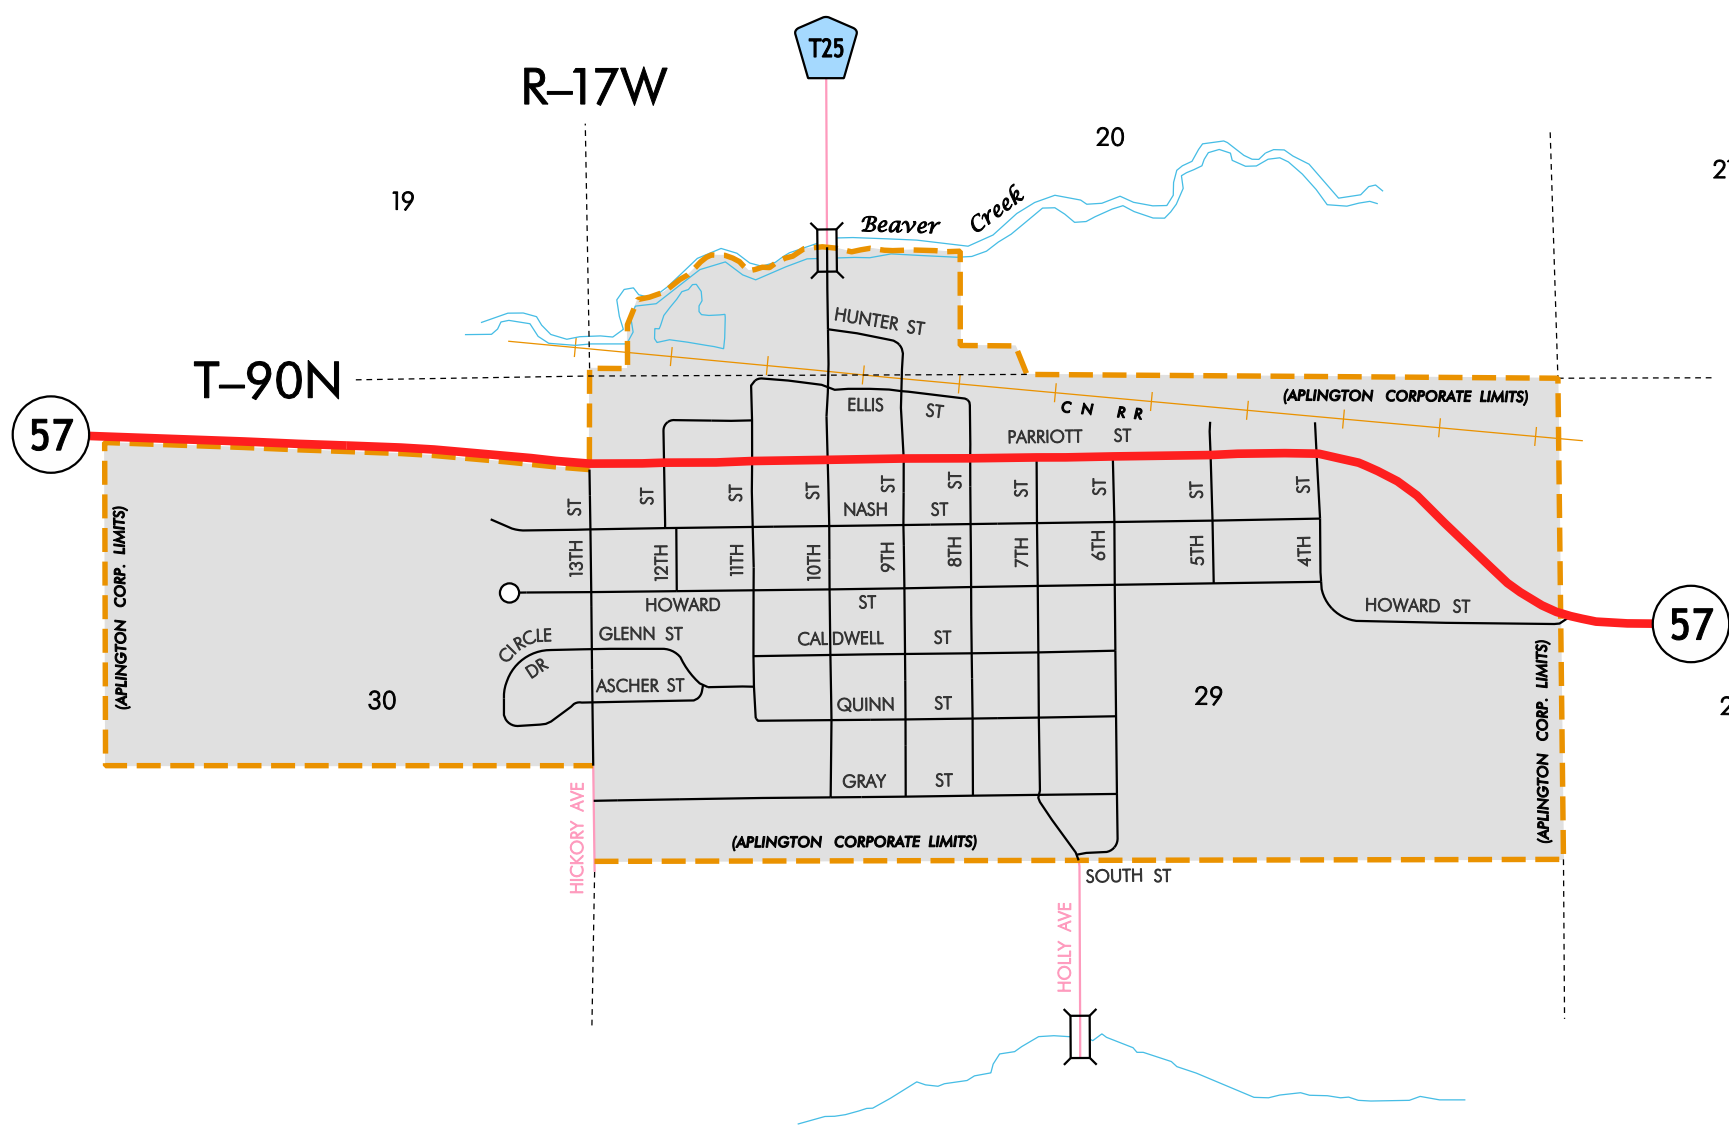 T25
R–17W
20
19
21
Beaver Creek
HUNTER ST
T–90N
ELLIS ST
(APLINGTON CORPORATE LIMITS)
C N R R
57
PARRIOTT ST
NASH ST
13TH ST
12TH ST
11TH ST
10TH ST
9TH ST
8TH ST
7TH ST
6TH ST
5TH ST
4TH ST
(APLINGTON CORP. LIMITS)
HOWARD ST
HOWARD ST
57
CIRCLE DR
GLENN ST
CALDWELL ST
ASCHER ST
30
QUINN ST
29
2
(APLINGTON CORP. LIMITS)
GRAY ST
HICKORY AVE
(APLINGTON CORPORATE LIMITS)
SOUTH ST
HOLLY AVE